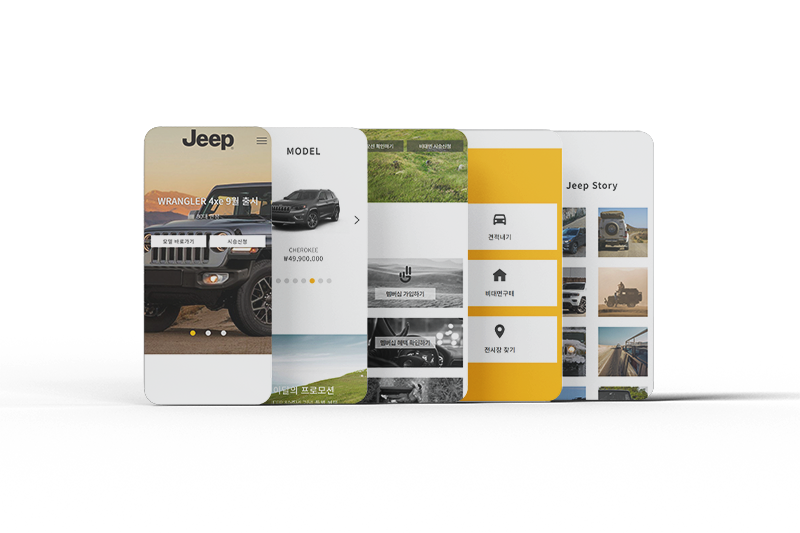 Jeep
WRANGLER 4xe 9월 출시
모델 바로가기
시승신청
MODEL
CHEROKEE
₩49,900,000
이달의 프로모션
모션 확인하기
비대면 시승신청
멤버십 가입하기
멤버십 혜택 확인하기
견적내기
비대면구매
전시장 찾기
Jeep Story